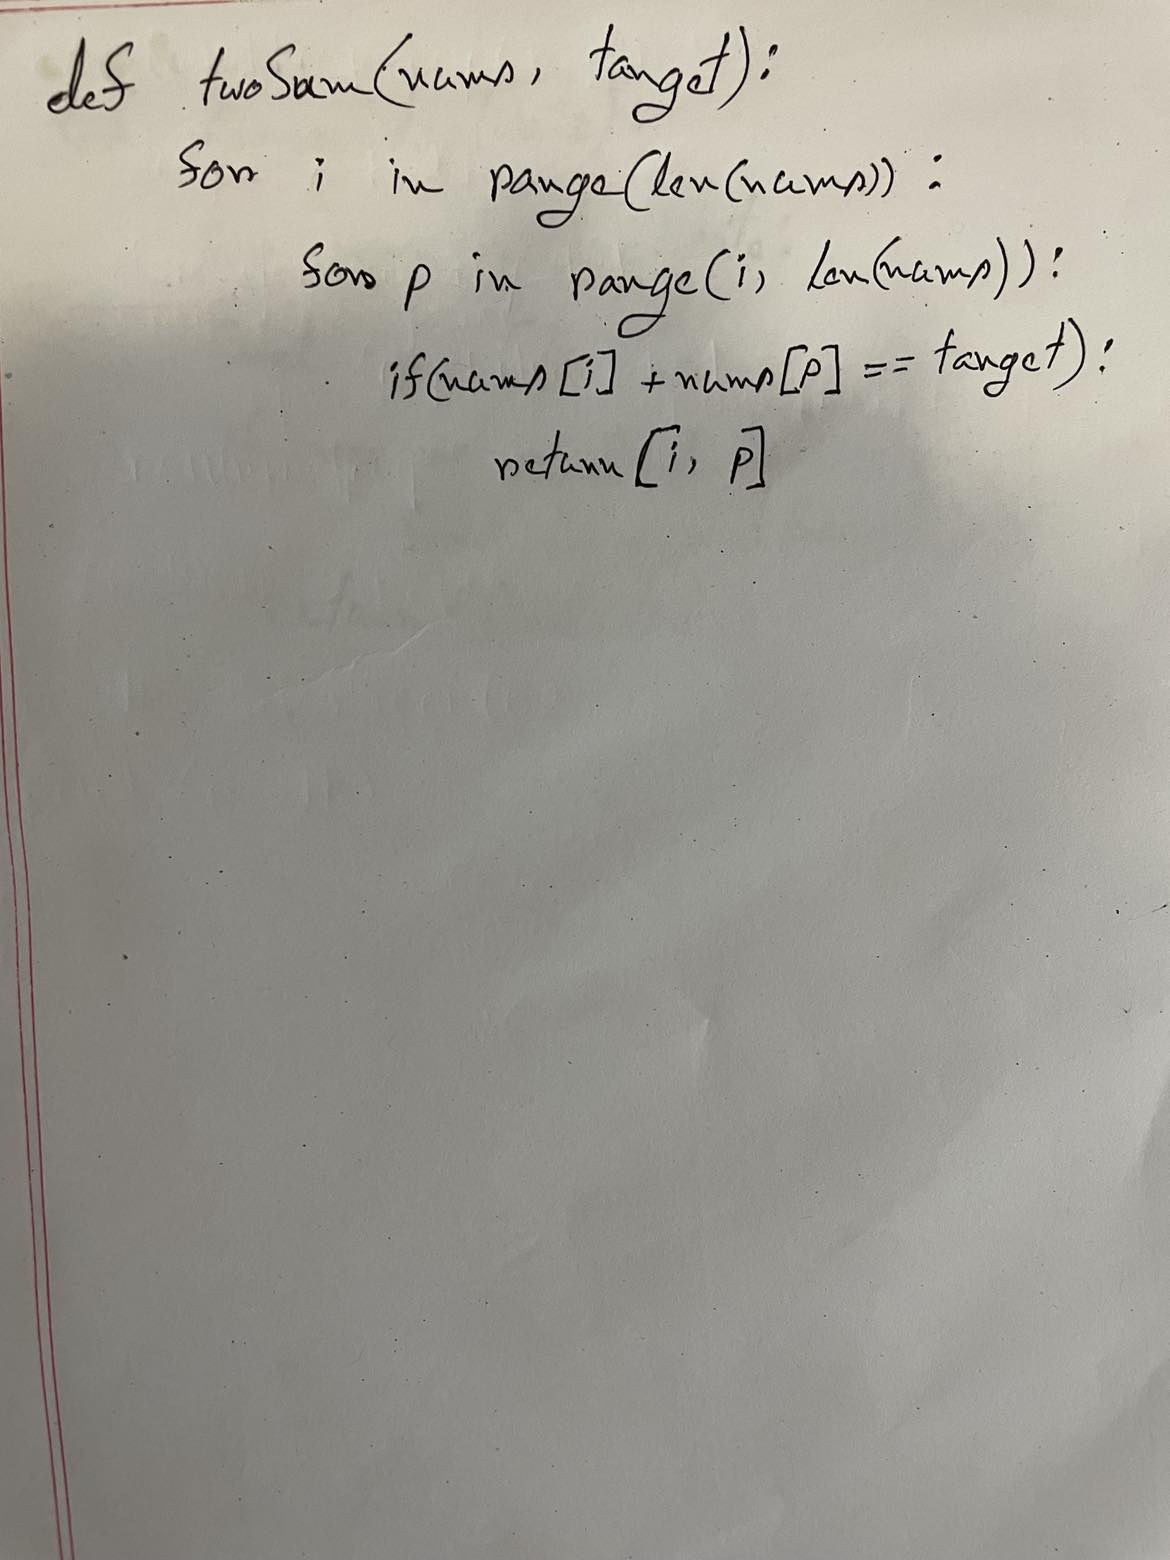 def twoSum(nums, target):
for i in range(len(nums)):
for p in range(i, len(nums)):
if(nums[i] + nums[p] == target):
return [i, p]